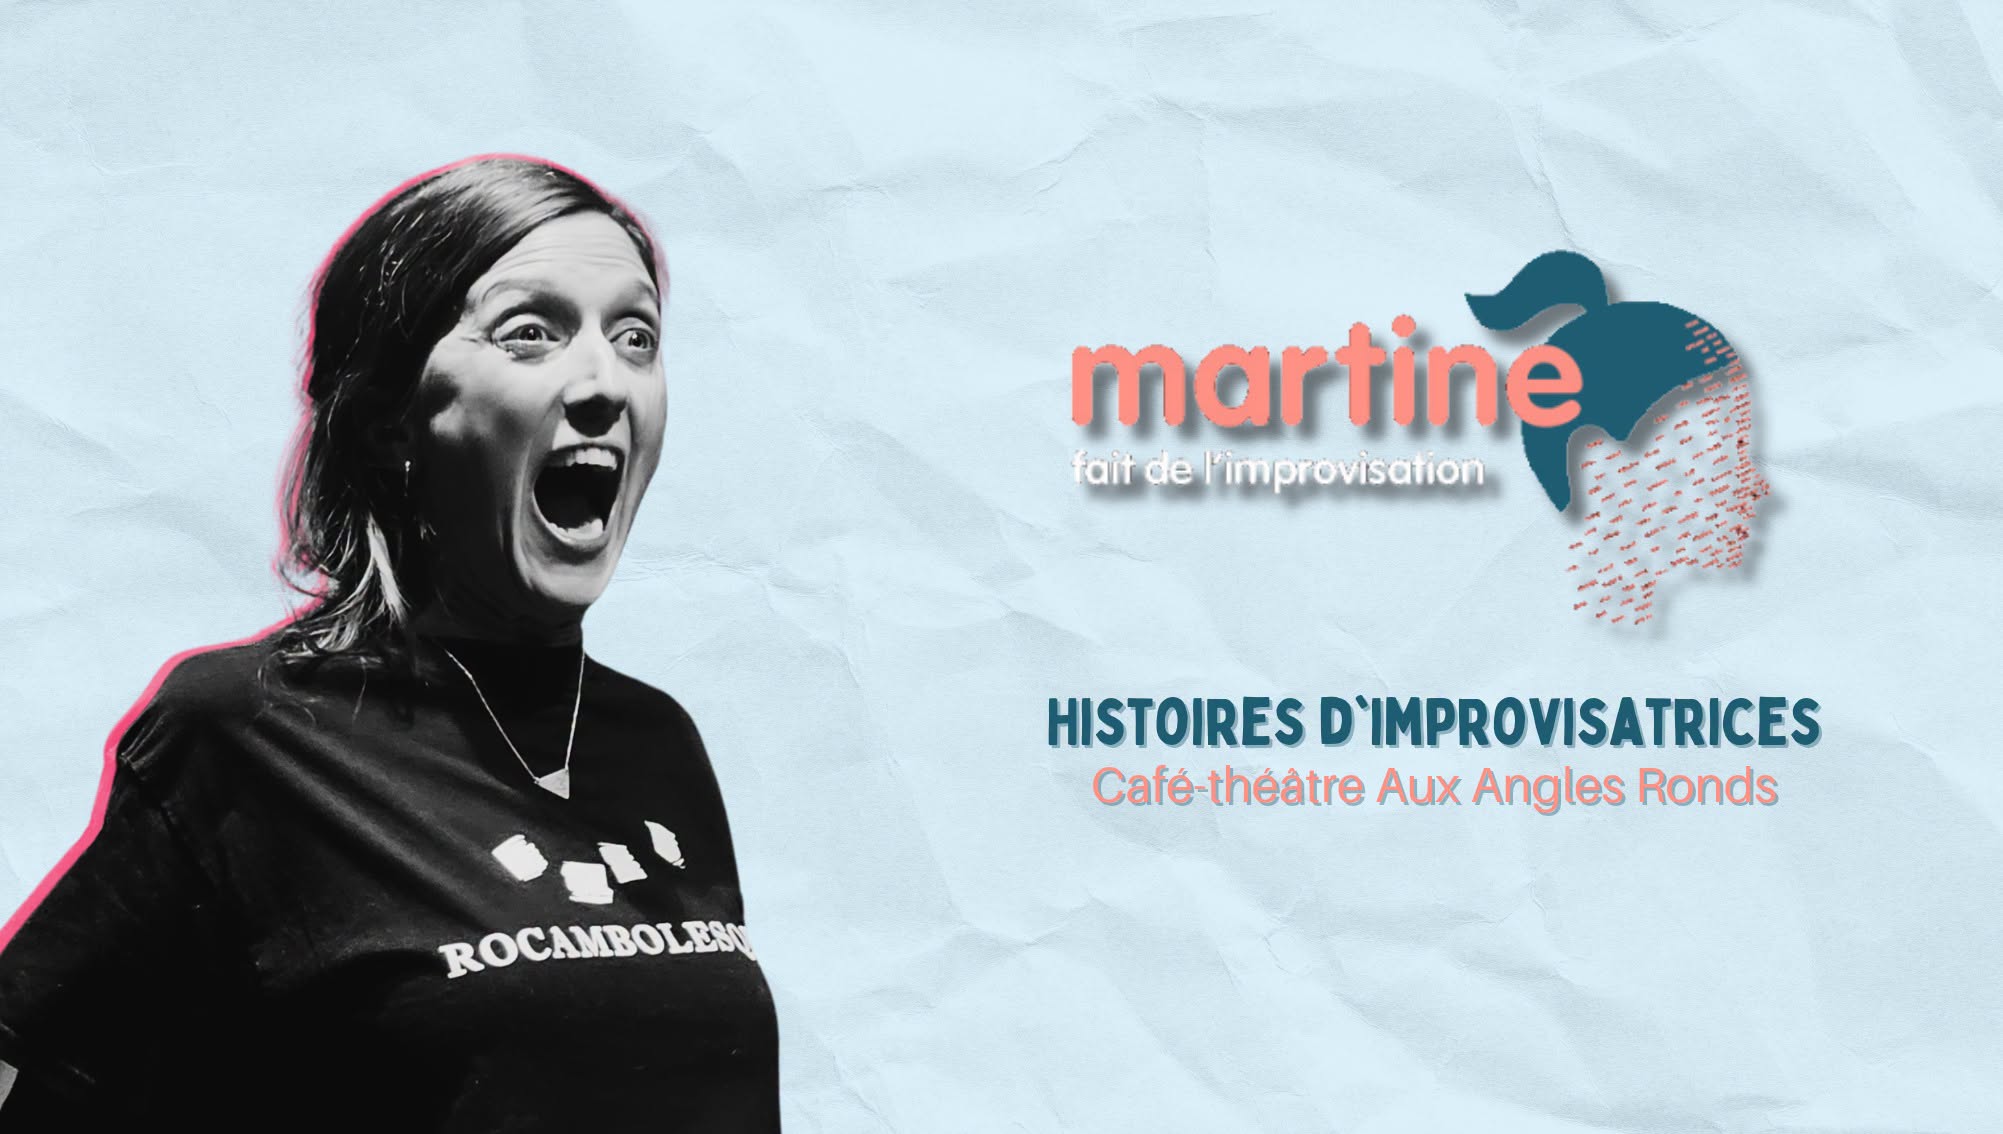 martine
fait de l'improvisation
HISTOIRES D'IMPROVISATRICES
Café-théâtre Aux Angles Ronds
ROCAMBOLESQ